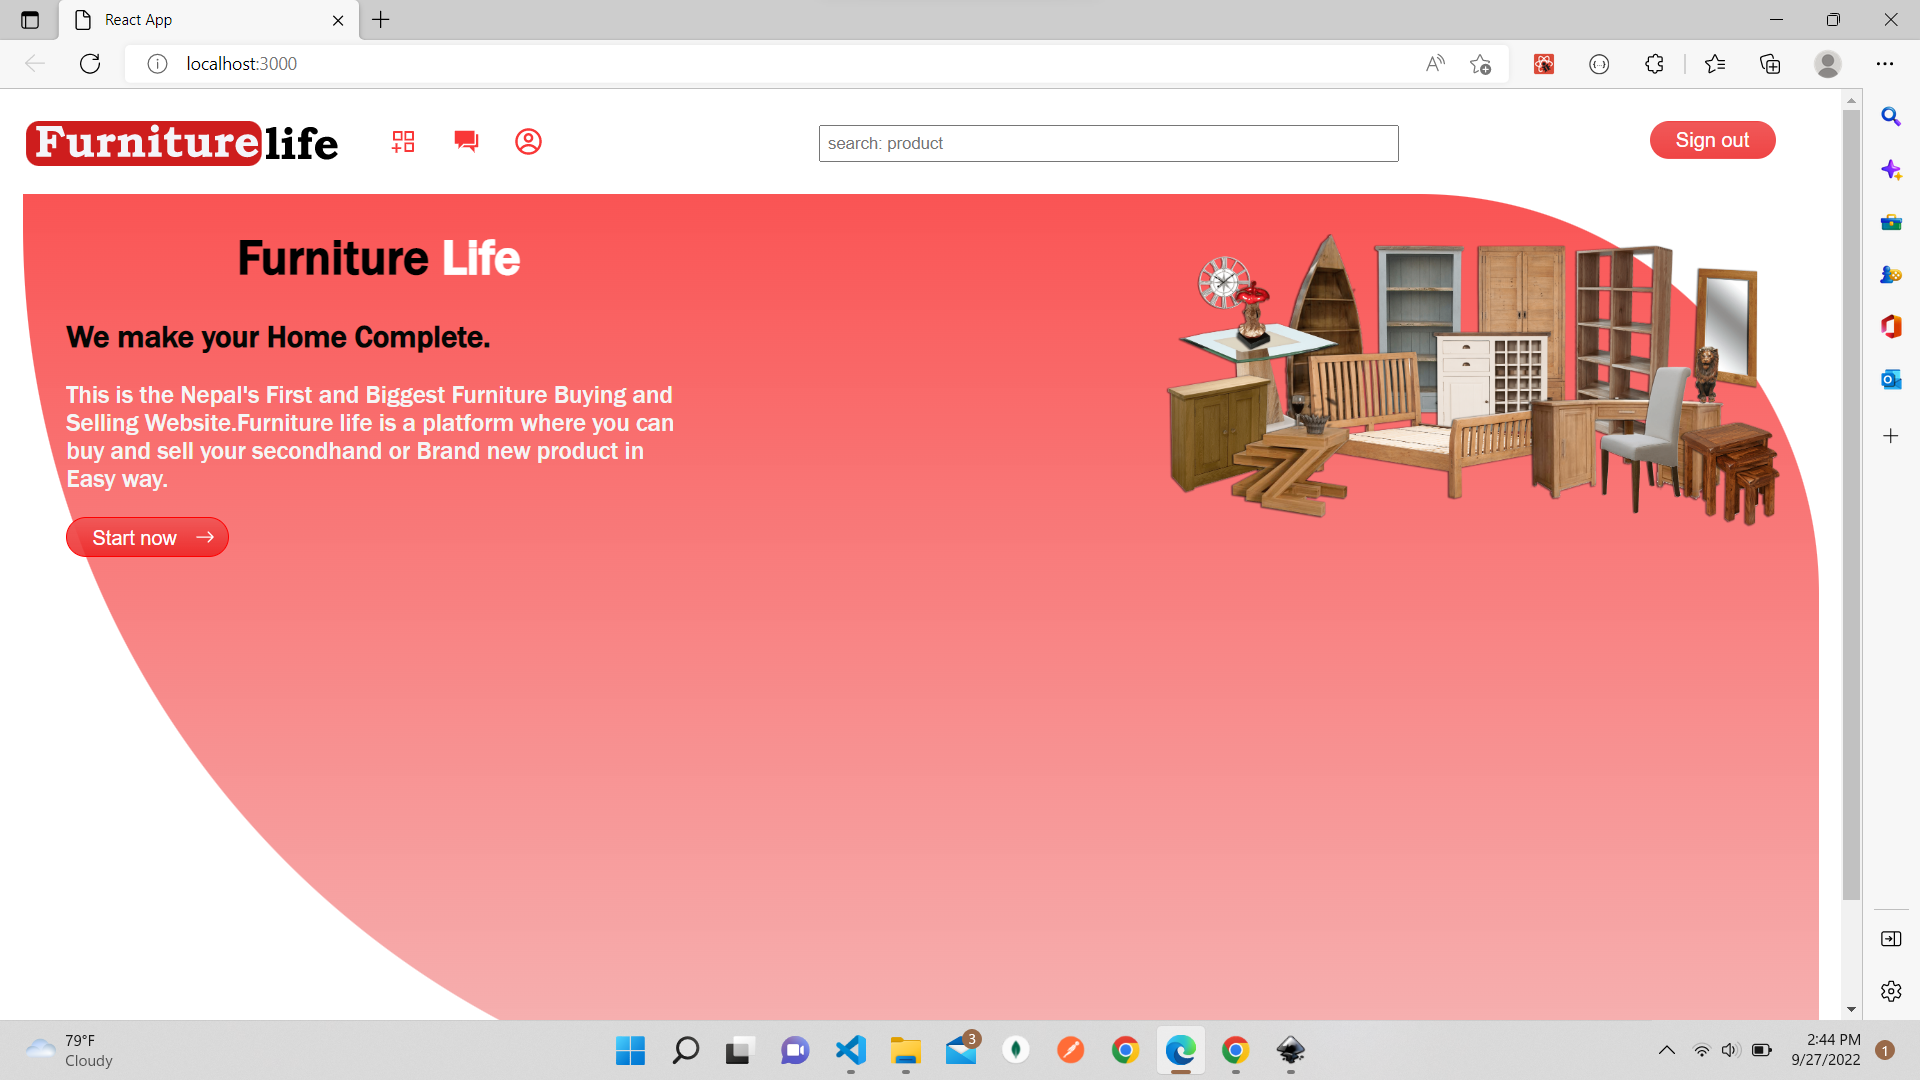 React App
localhost:3000
Furniturelife
search: product
Sign out
Furniture Life
We make your Home Complete.
This is the Nepal's First and Biggest Furniture Buying and
Selling Website.Furniture life is a platform where you can
buy and sell your secondhand or Brand new product in
Easy way.
Start now
79°F
Cloudy
3
2:44 PM
9/27/2022
1